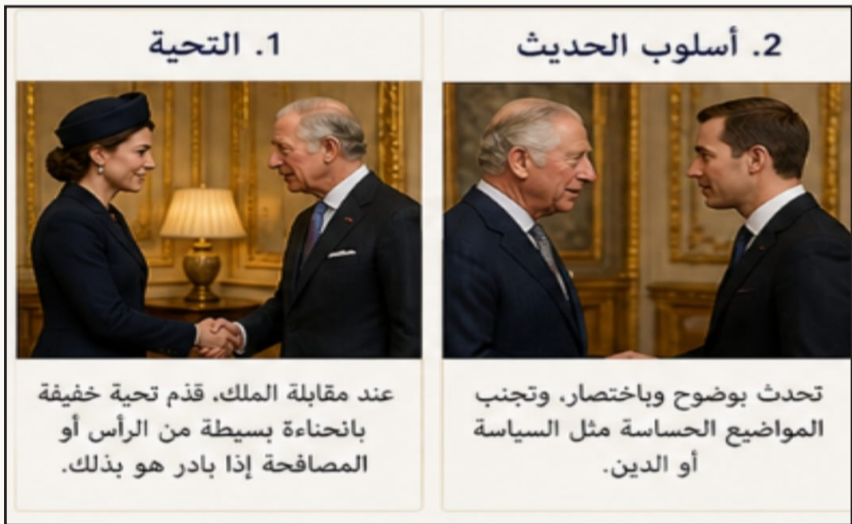 1. التحية
عند مقابلة الملك، قدّم تحية خفيفة
بانحناءة بسيطة من الرأس أو
المصافحة إذا بادر هو بذلك.
2. أسلوب الحديث
تحدث بوضوح وباختصار، وتجنب
المواضيع الحساسة مثل السياسة
أو الدين.